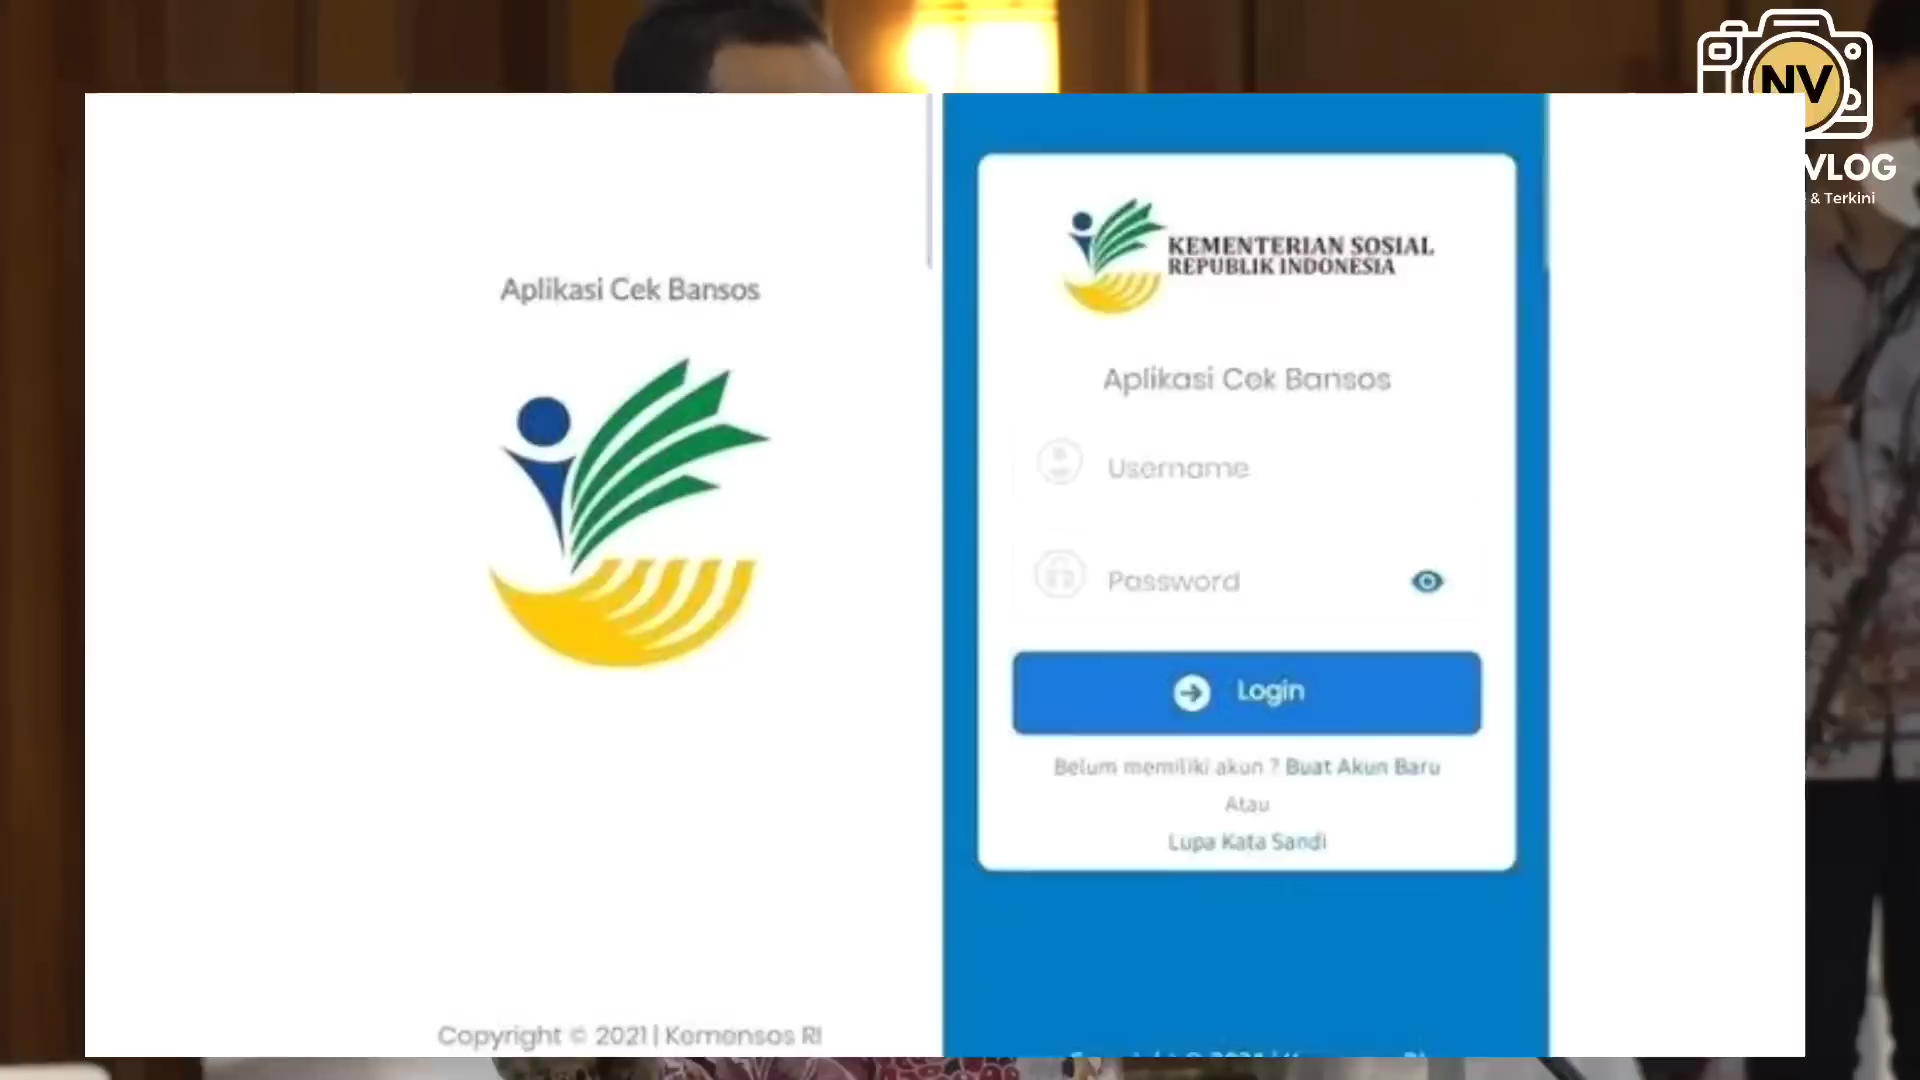 NV
VLOG
& Terkini
Aplikasi Cek Bansos
Copyright © 2021 | Kemensos RI
KEMENTERIAN SOSIAL
REPUBLIK INDONESIA
Aplikasi Cek Bansos
Username
Password
Login
Belum memiliki akun ? Buat Akun Baru
Atau
Lupa Kata Sandi